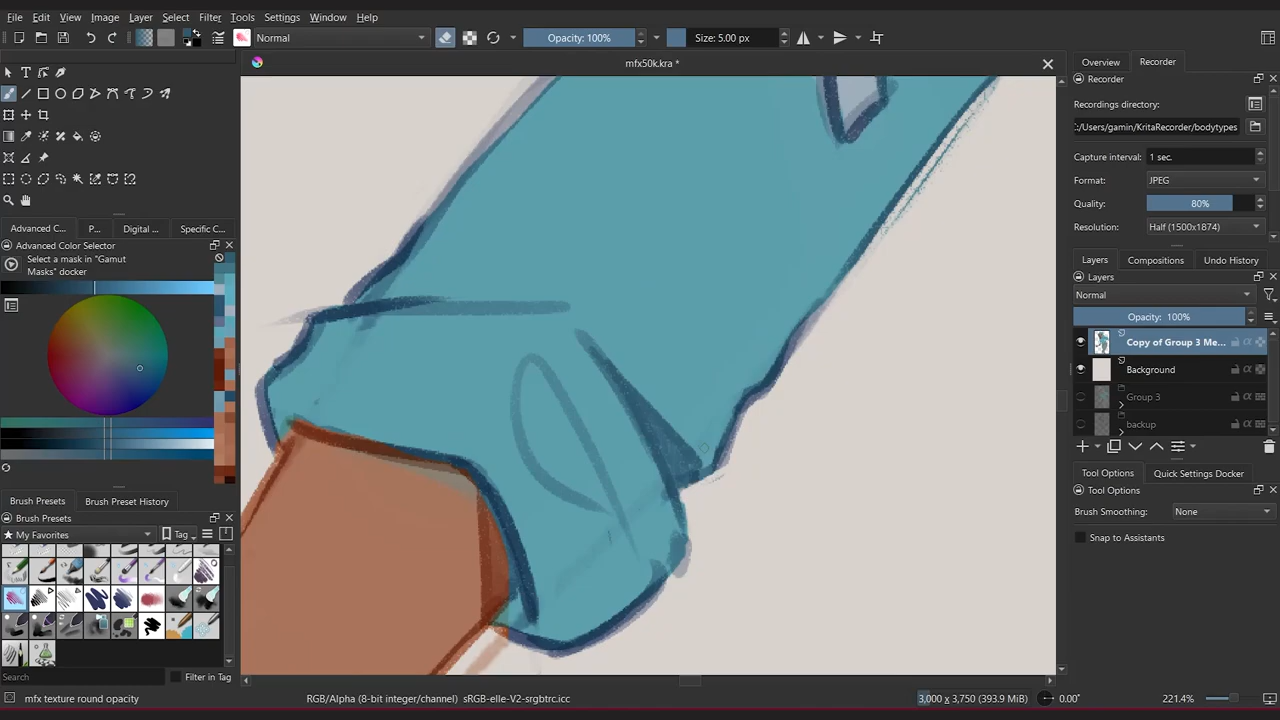 File Edit View Image Layer Select Filter Tools Settings Window Help
Normal Opacity: 100% Size: 5.00 px
mfx50k.kra *
Overview Recorder
Recorder
Recordings directory:
:/Users/gamin/KritaRecorder/bodytypes
Capture interval: 1 sec.
Format: JPEG
Quality: 80%
Resolution: Half (1500x1874)
Advanced C... P... Digital ... Specific C...
Advanced Color Selector
Select a mask in "Gamut
Masks" docker
Layers Compositions Undo History
Layers
Normal
Opacity: 100%
Copy of Group 3 Me...
Background
Group 3
backup
Tool Options Quick Settings Docker
Tool Options
Brush Smoothing: None
Snap to Assistants
Brush Presets Brush Preset History
Brush Presets
My Favorites Tag
Search Filter in Tag
mfx texture round opacity RGB/Alpha (8-bit integer/channel) sRGB-elle-V2-srgbtrc.icc 3,000 x 3,750 (393.9 MiB) 0.00° 221.4%